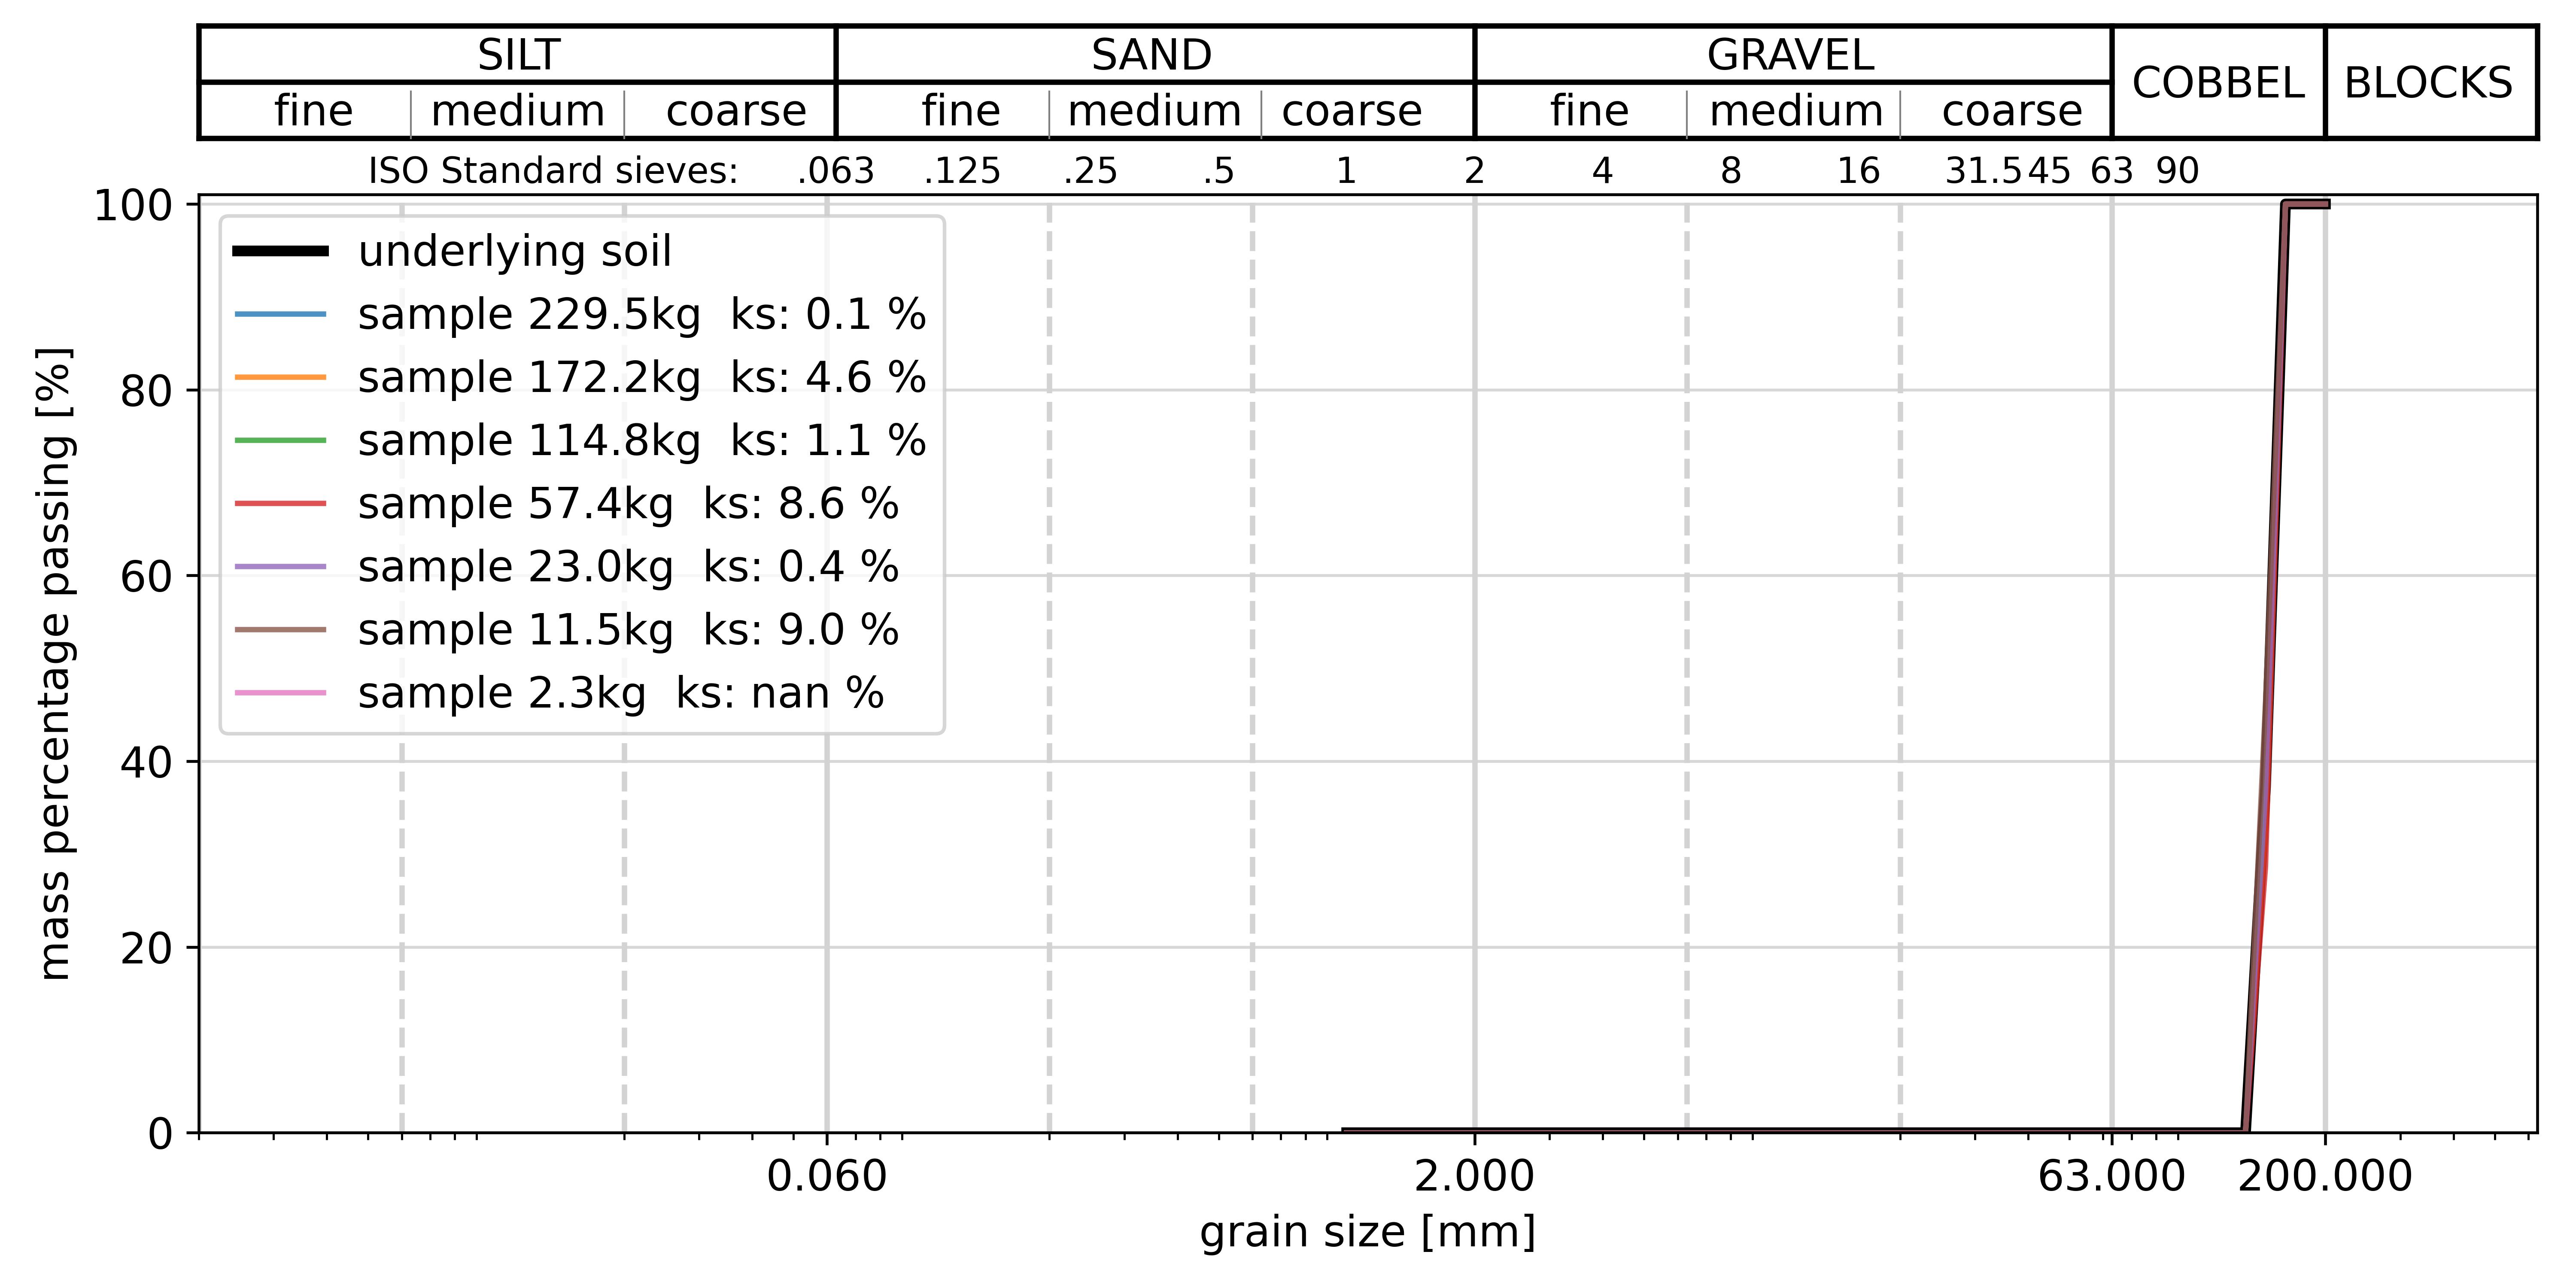 SILT SAND GRAVEL COBBEL BLOCKS
fine medium coarse fine medium coarse fine medium coarse
ISO Standard sieves: .063 .125 .25 .5 1 2 4 8 16 31.5 45 63 90
100
80
60
40
20
0
mass percentage passing [%]
underlying soil
sample 229.5kg ks: 0.1 %
sample 172.2kg ks: 4.6 %
sample 114.8kg ks: 1.1 %
sample 57.4kg ks: 8.6 %
sample 23.0kg ks: 0.4 %
sample 11.5kg ks: 9.0 %
sample 2.3kg ks: nan %
0.060 2.000 63.000 200.000
grain size [mm]